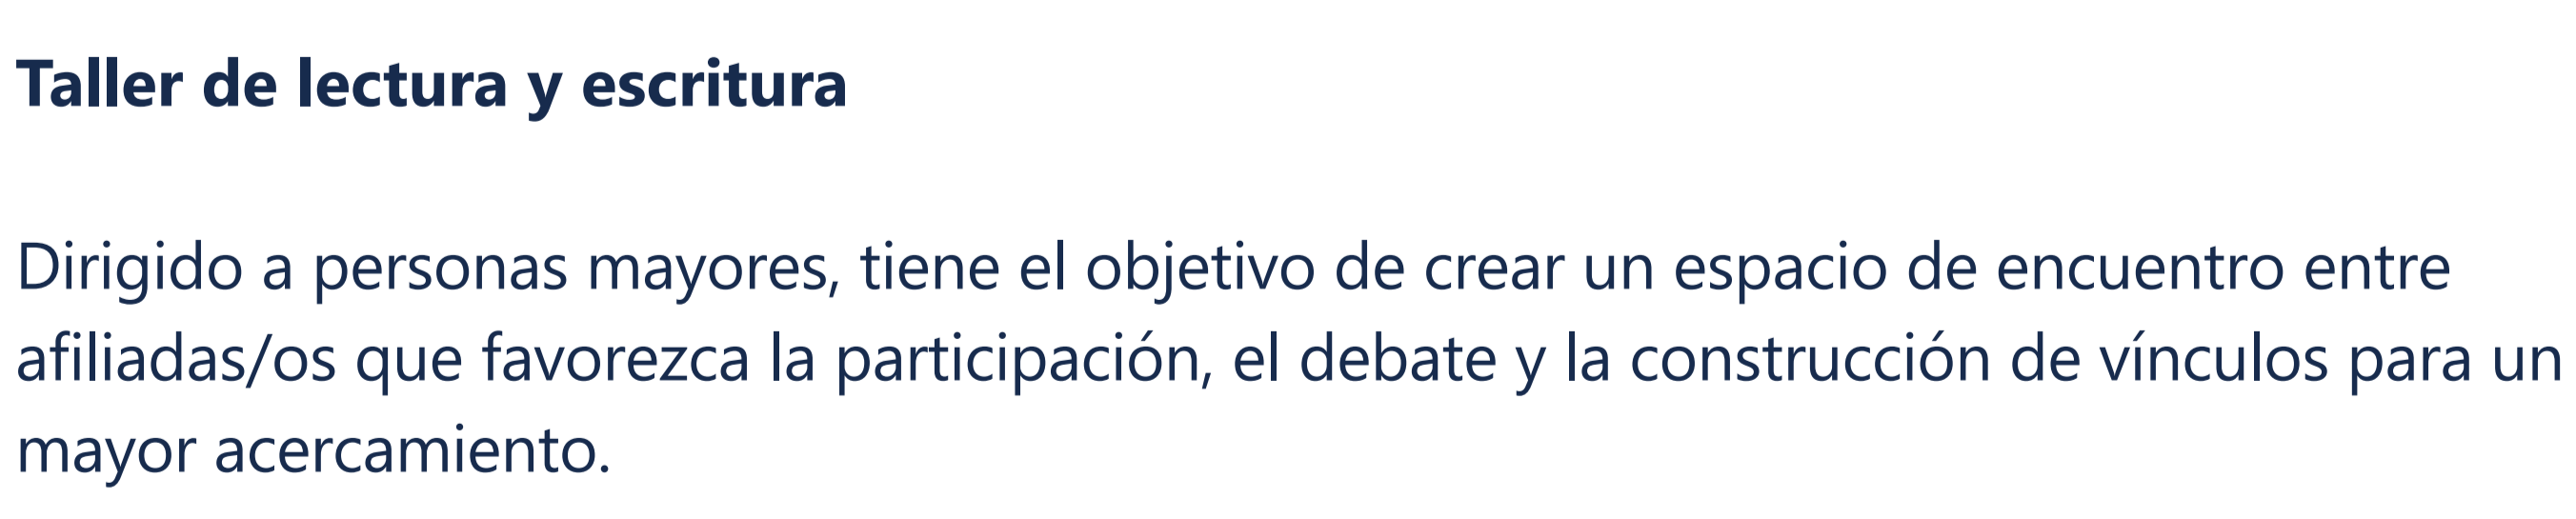 Taller de lectura y escritura
Dirigido a personas mayores, tiene el objetivo de crear un espacio de encuentro entre
afiliadas/os que favorezca la participación, el debate y la construcción de vínculos para un
mayor acercamiento.